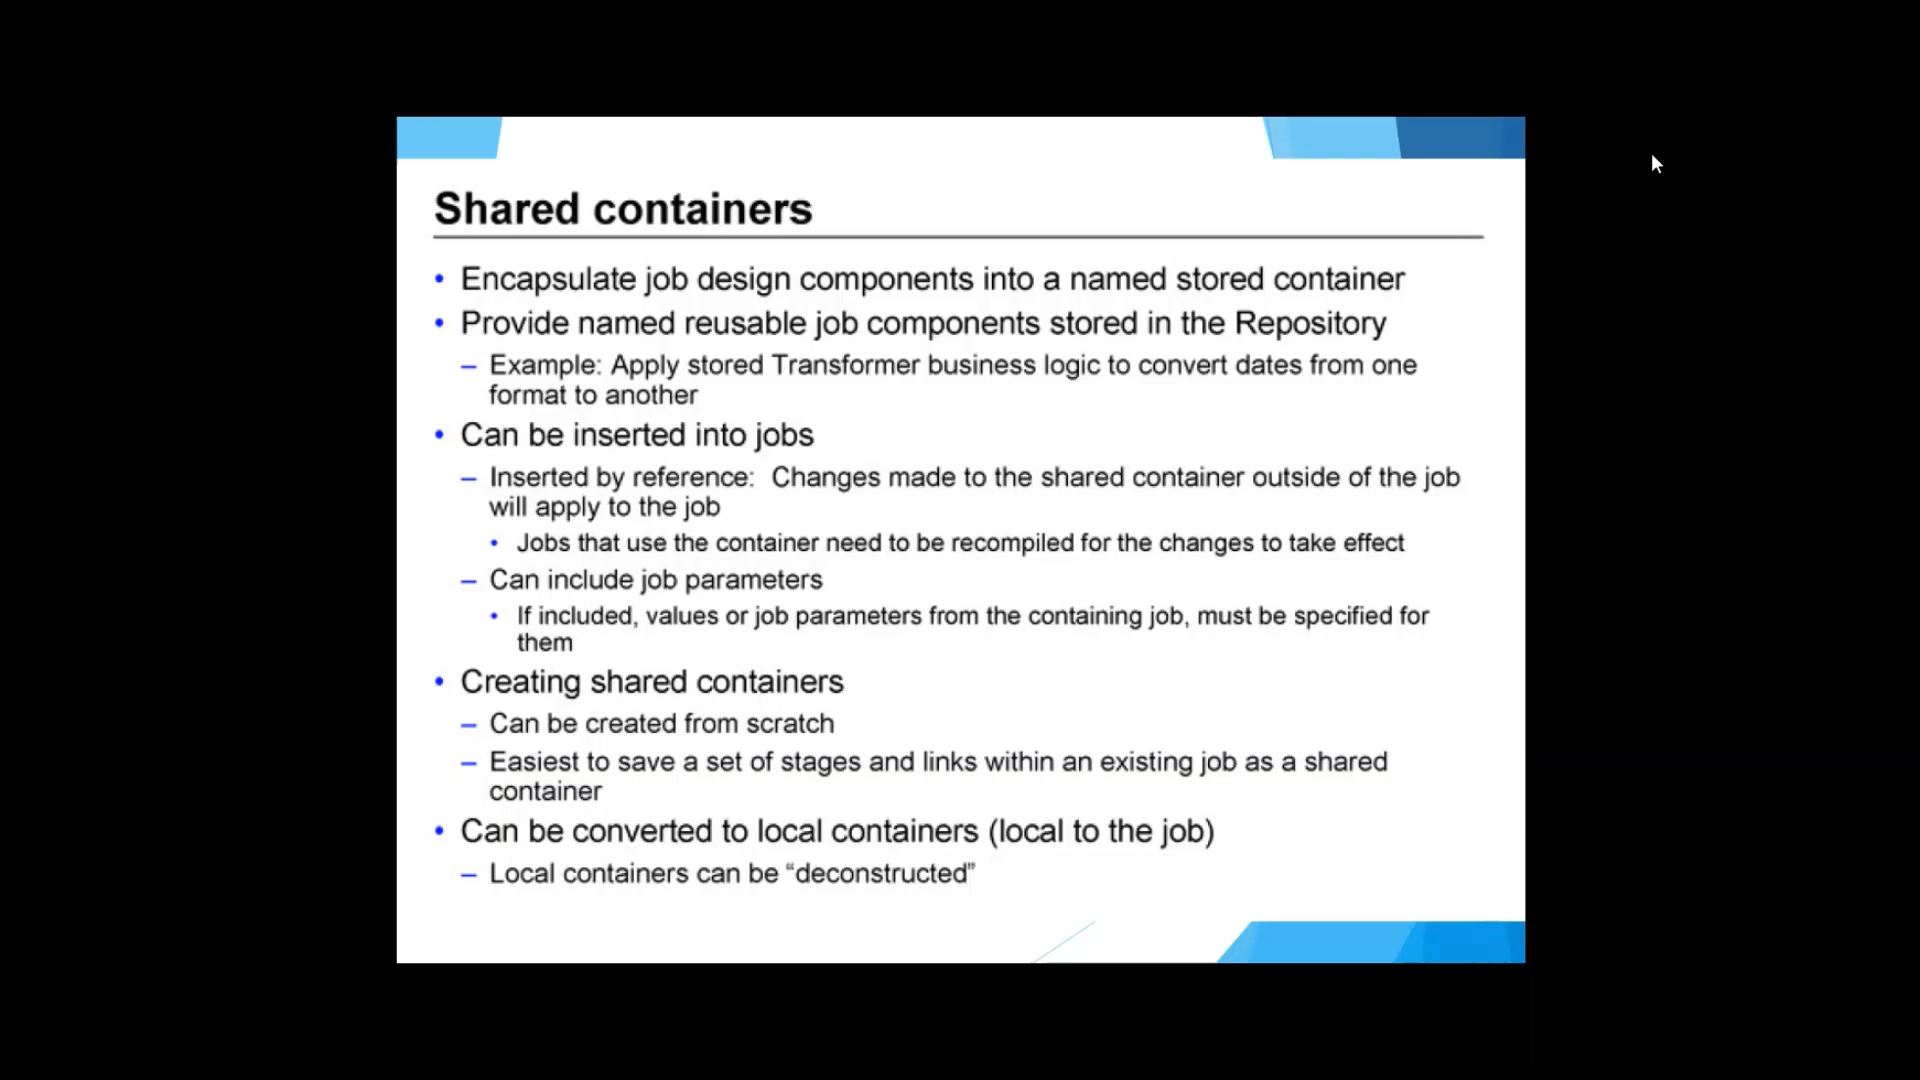 Shared containers
• Encapsulate job design components into a named stored container
• Provide named reusable job components stored in the Repository
– Example: Apply stored Transformer business logic to convert dates from one
format to another
• Can be inserted into jobs
– Inserted by reference:  Changes made to the shared container outside of the job
will apply to the job
• Jobs that use the container need to be recompiled for the changes to take effect
– Can include job parameters
• If included, values or job parameters from the containing job, must be specified for
them
• Creating shared containers
– Can be created from scratch
– Easiest to save a set of stages and links within an existing job as a shared
container
• Can be converted to local containers (local to the job)
– Local containers can be “deconstructed”